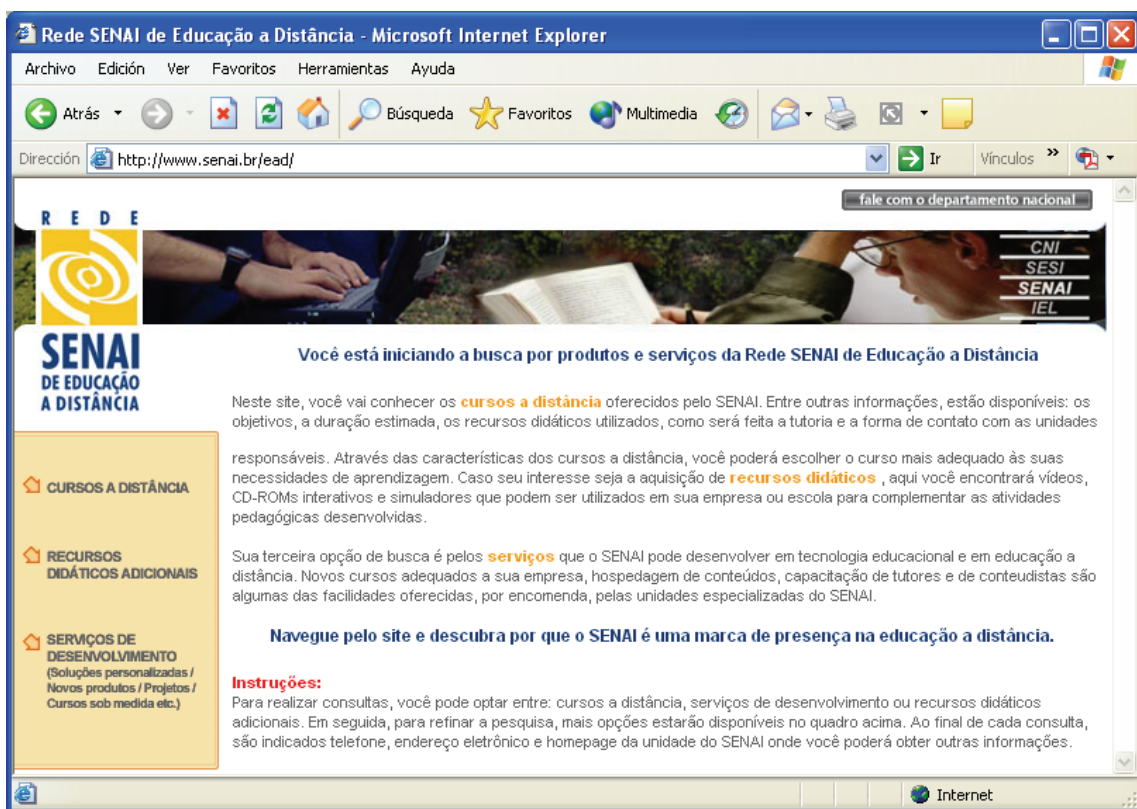 Rede SENAI de Educação a Distância - Microsoft Internet Explorer
Archivo Edición Ver Favoritos Herramientas Ayuda
Atrás Búsqueda Favoritos Multimedia
Dirección http://www.senai.br/ead/ Ir Vínculos »
fale com o departamento nacional
REDE
CNI
SESI
SENAI
IEL
SENAI
DE EDUCAÇÃO
A DISTÂNCIA
Você está iniciando a busca por produtos e serviços da Rede SENAI de Educação a Distância
Neste site, você vai conhecer os cursos a distância oferecidos pelo SENAI. Entre outras informações, estão disponíveis: os
objetivos, a duração estimada, os recursos didáticos utilizados, como será feita a tutoria e a forma de contato com as unidades
responsáveis. Através das características dos cursos a distância, você poderá escolher o curso mais adequado às suas
necesidades de aprendizagem. Caso seu interesse seja a aquisição de recursos didáticos , aqui você encontrará vídeos,
CD-ROMs interativos e simuladores que podem ser utilizados em sua empresa ou escola para complementar as atividades
pedagógicas desenvolvidas.
Sua terceira opção de busca é pelos serviços que o SENAI pode desenvolver em tecnologia educacional e em educação a
distância. Novos cursos adequados a sua empresa, hospedagem de conteúdos, capacitação de tutores e de conteudistas são
algumas das facilidades oferecidas, por encomenda, pelas unidades especializadas do SENAI.
Navegue pelo site e descubra por que o SENAI é uma marca de presença na educação a distância.
Instruções:
Para realizar consultas, você pode optar entre: cursos a distância, serviços de desenvolvimento ou recursos didáticos
adicionais. Em seguida, para refinar a pesquisa, mais opções estarão disponíveis no quadro acima. Ao final de cada consulta,
são indicados telefone, endereço eletrônico e homepage da unidade do SENAI onde você poderá obter outras informações.
CURSOS A DISTÂNCIA
RECURSOS
DIDÁTICOS ADICIONAIS
SERVIÇOS DE
DESENVOLVIMENTO
(Soluções personalizadas /
Novos produtos / Projetos /
Cursos sob medida etc.)
Internet